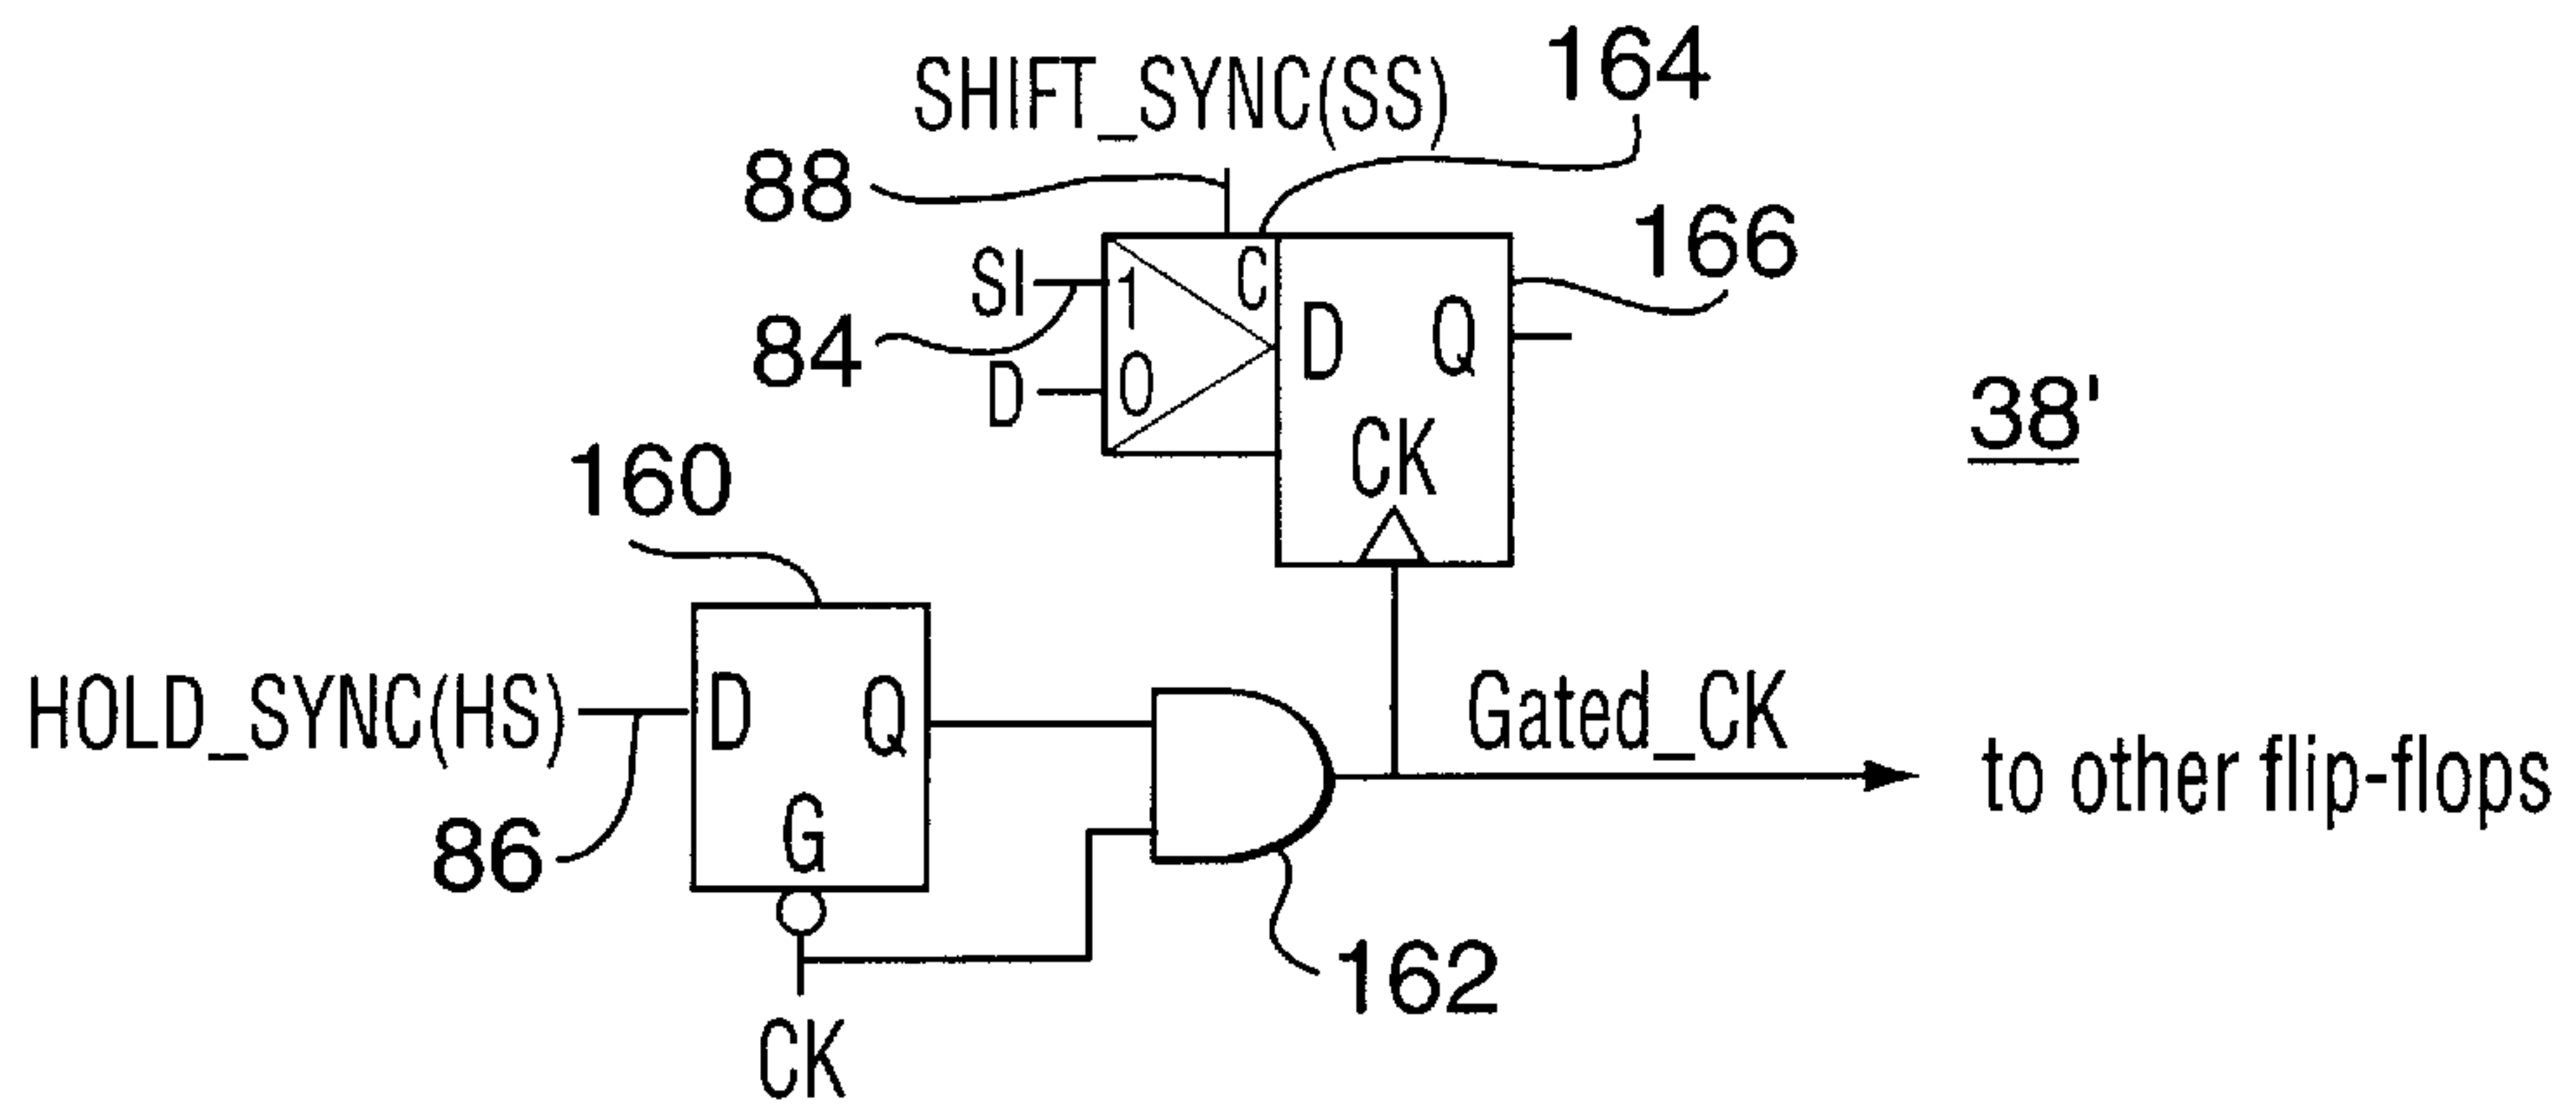 SHIFT_SYNC(SS)
164
88
166
SI
1
C
84
D
0
D
Q
CK
38'
160
HOLD_SYNC(HS)
D
Q
G
86
Gated_CK
to other flip-flops
162
CK